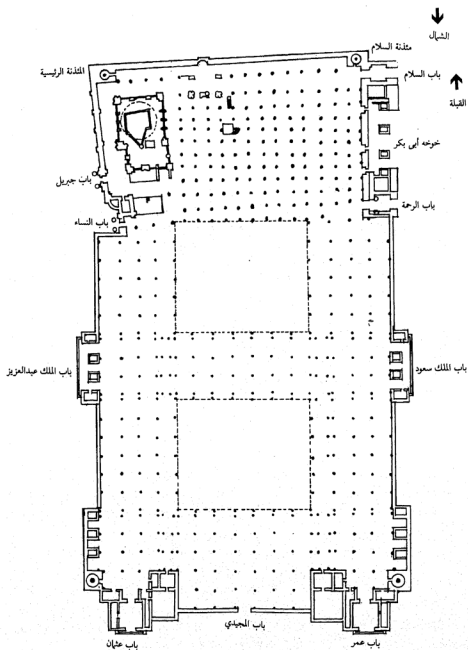 الشمال
مئذنة السلام
المئذنة الرئيسية
باب السلام
القبلة
خوخه أبي بكر
باب جبريل
باب الرحمة
باب النساء
باب الملك سعود
باب الملك عبدالعزيز
باب المجيدي
باب عمر
باب عثمان